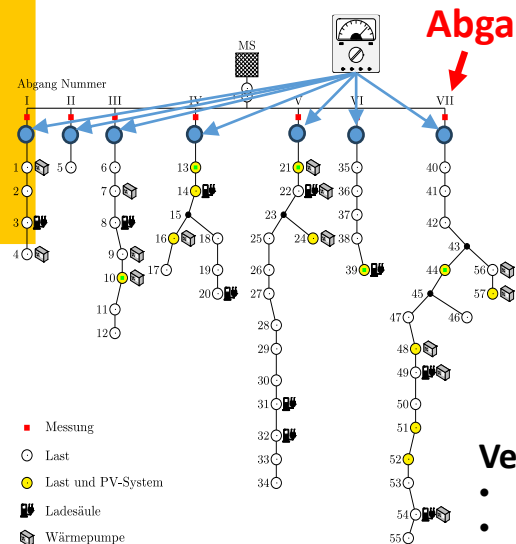 Abga
MS
Abgang Nummer
I II III IV V VI VII
1 5 6 13 21 35 40
2 7 14 22 36 41
3 8 15 23 37 42
4 9 16 18 25 24 38 43
10 17 19 26 39 44 56
11 20 27 45 57
12 28 47 46
29 48
30 49
31 50
32 51
33 52
34 53
54
55
Messung
Last
Last und PV-System
Ladesäule
Wärmepumpe
Ve
•
•